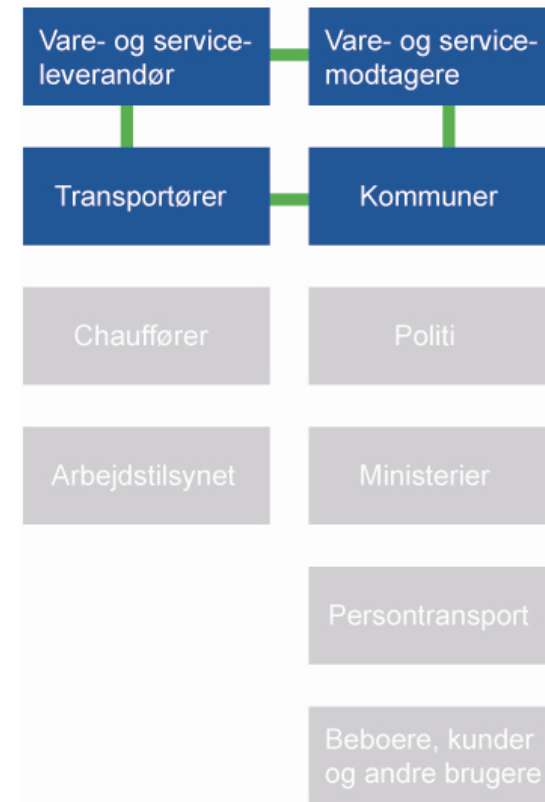 Vare- og service-
leverandør
Vare- og service-
modtagere
Transportører
Kommuner
Chauffører
Politi
Arbejdstilsynet
Ministerier
Persontransport
Beboere, kunder
og andre brugere